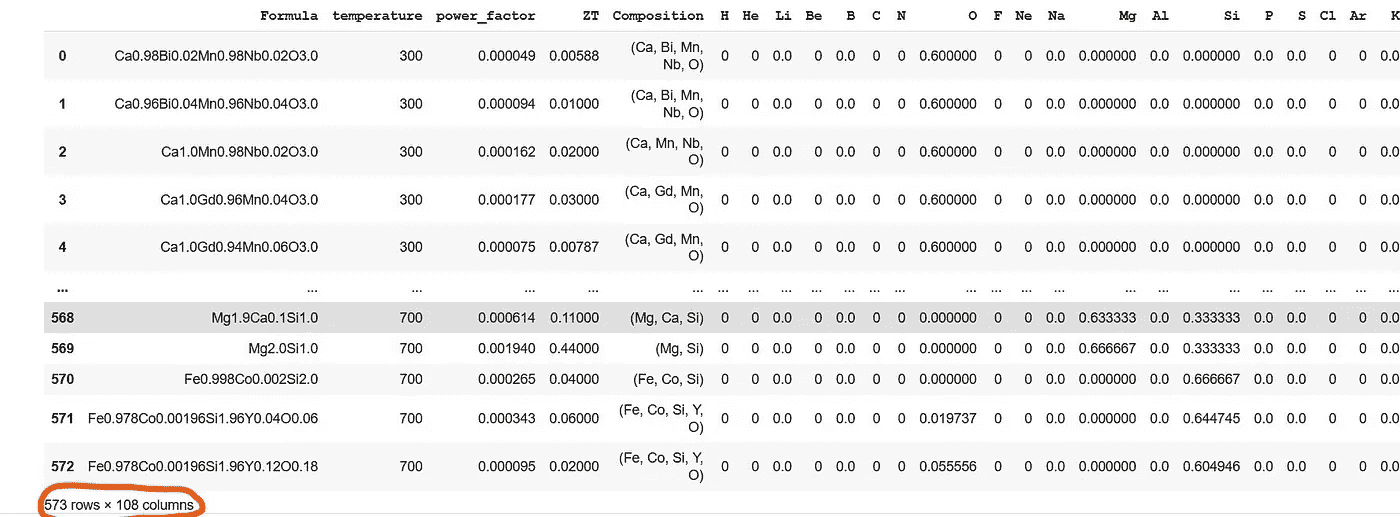 Formula temperature power_factor ZT Composition H He Li Be B C N O F Ne Na Mg Al Si P S Cl Ar K
0 Ca0.98Bi0.02Mn0.98Nb0.02O3.0 300 0.000049 0.00588 (Ca, Bi, Mn, Nb, O) 0 0 0.0 0 0.0 0 0 0.600000 0 0 0.0 0.000000 0.0 0.000000 0.0 0.0 0 0 0.0
1 Ca0.96Bi0.04Mn0.96Nb0.04O3.0 300 0.000094 0.01000 (Ca, Bi, Mn, Nb, O) 0 0 0.0 0 0.0 0 0 0.600000 0 0 0.0 0.000000 0.0 0.000000 0.0 0.0 0 0 0.0
2 Ca1.0Mn0.98Nb0.02O3.0 300 0.000162 0.02000 (Ca, Mn, Nb, O) 0 0 0.0 0 0.0 0 0 0.600000 0 0 0.0 0.000000 0.0 0.000000 0.0 0.0 0 0 0.0
3 Ca1.0Gd0.96Mn0.04O3.0 300 0.000177 0.03000 (Ca, Gd, Mn, O) 0 0 0.0 0 0.0 0 0 0.600000 0 0 0.0 0.000000 0.0 0.000000 0.0 0.0 0 0 0.0
4 Ca1.0Gd0.94Mn0.06O3.0 300 0.000075 0.00787 (Ca, Gd, Mn, O) 0 0 0.0 0 0.0 0 0 0.600000 0 0 0.0 0.000000 0.0 0.000000 0.0 0.0 0 0 0.0
... ... ... ... ... ... ... ... ... ... ... ... ... ... ... ... ... ... ... ... ... ... ... ... ...
568 Mg1.9Ca0.1Si1.0 700 0.000614 0.11000 (Mg, Ca, Si) 0 0 0.0 0 0.0 0 0 0.000000 0 0 0.0 0.633333 0.0 0.333333 0.0 0.0 0 0 0.0
569 Mg2.0Si1.0 700 0.001940 0.44000 (Mg, Si) 0 0 0.0 0 0.0 0 0 0.000000 0 0 0.0 0.666667 0.0 0.333333 0.0 0.0 0 0 0.0
570 Fe0.998Co0.002Si2.0 700 0.000265 0.04000 (Fe, Co, Si) 0 0 0.0 0 0.0 0 0 0.000000 0 0 0.0 0.000000 0.0 0.666667 0.0 0.0 0 0 0.0
571 Fe0.978Co0.00196Si1.96Y0.04O0.06 700 0.000343 0.06000 (Fe, Co, Si, Y, O) 0 0 0.0 0 0.0 0 0 0.019737 0 0 0.0 0.000000 0.0 0.644745 0.0 0.0 0 0 0.0
572 Fe0.978Co0.00196Si1.96Y0.12O0.18 700 0.000095 0.02000 (Fe, Co, Si, Y, O) 0 0 0.0 0 0.0 0 0 0.055556 0 0 0.0 0.000000 0.0 0.604946 0.0 0.0 0 0 0.0
573 rows × 108 columns